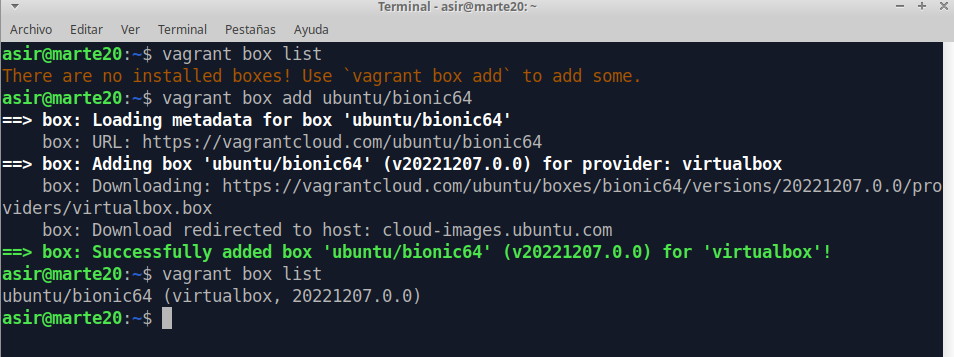 Terminal - asir@marte20: ~
Archivo Editar Ver Terminal Pestañas Ayuda
asir@marte20:~$ vagrant box list
There are no installed boxes! Use `vagrant box add` to add some.
asir@marte20:~$ vagrant box add ubuntu/bionic64
==> box: Loading metadata for box 'ubuntu/bionic64'
    box: URL: https://vagrantcloud.com/ubuntu/bionic64
==> box: Adding box 'ubuntu/bionic64' (v20221207.0.0) for provider: virtualbox
    box: Downloading: https://vagrantcloud.com/ubuntu/boxes/bionic64/versions/20221207.0.0/pro
viders/virtualbox.box
    box: Download redirected to host: cloud-images.ubuntu.com
==> box: Successfully added box 'ubuntu/bionic64' (v20221207.0.0) for 'virtualbox'!
asir@marte20:~$ vagrant box list
ubuntu/bionic64 (virtualbox, 20221207.0.0)
asir@marte20:~$